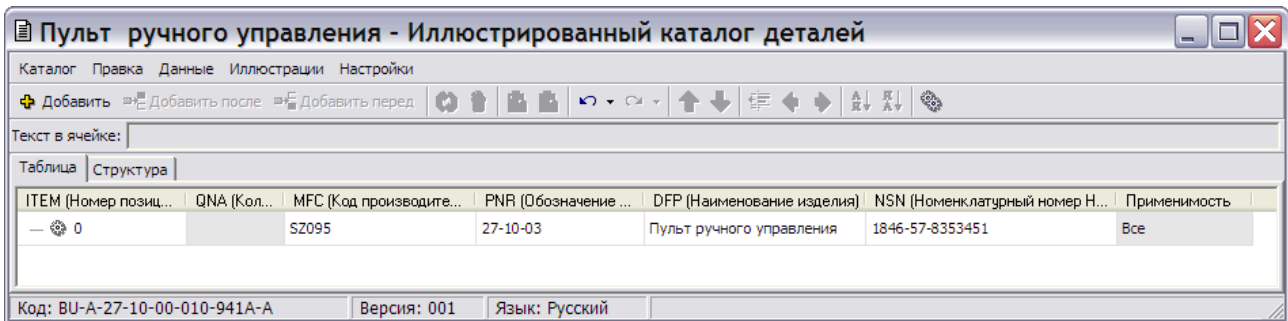 Пульт ручного управления - Иллюстрированный каталог деталей
Каталог Правка Данные Иллюстрации Настройки
Добавить Добавить после Добавить перед
Текст в ячейке:
Таблица Структура
ITEM (Номер позиц... QNA (Кол... MFC (Код производите... PNR (Обозначение ... DFP (Наименование изделия) NSN (Номенклатурный номер Н... Применимость
0 SZ095 27-10-03 Пульт ручного управления 1846-57-8353451 Все
Код: BU-A-27-10-00-010-941A-A Версия: 001 Язык: Русский